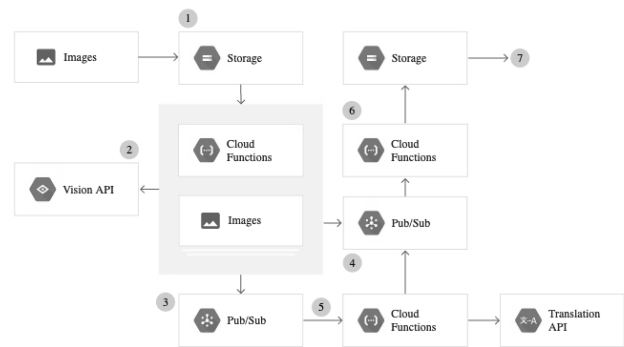 1
Images
Storage
Storage
7
6
Cloud
Functions
Cloud
Functions
2
Vision API
Images
Pub/Sub
4
3
5
Pub/Sub
Cloud
Functions
Translation
API
文-A